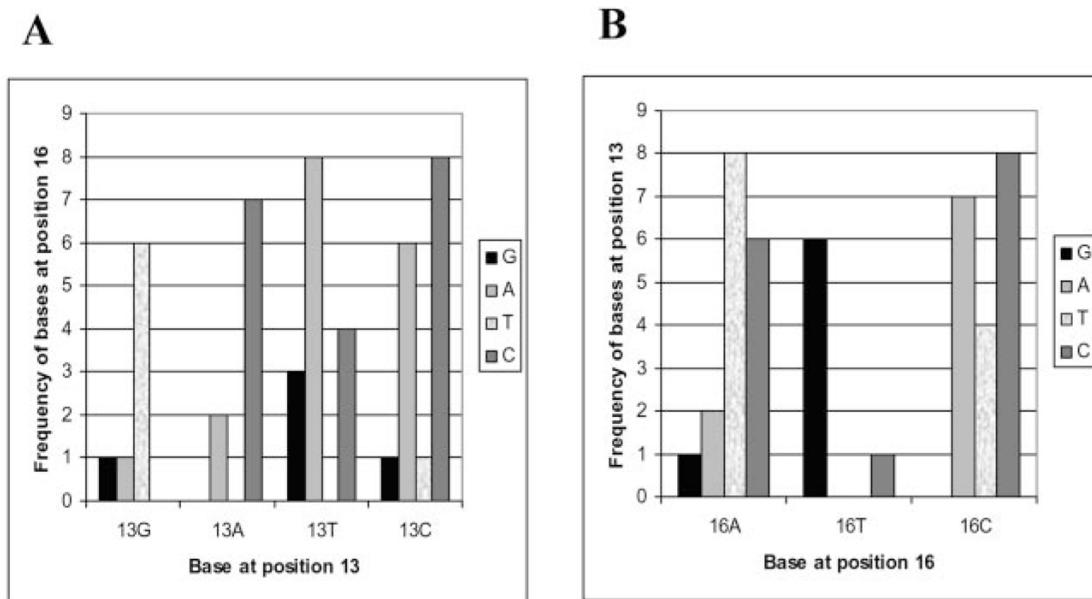 A
Frequency of bases at position 16
9
8
7
6
5
4
3
2
1
0
13G 13A 13T 13C
Base at position 13
G
A
T
C
B
Frequency of bases at position 13
9
8
7
6
5
4
3
2
1
0
16A 16T 16C
Base at position 16
G
A
T
C